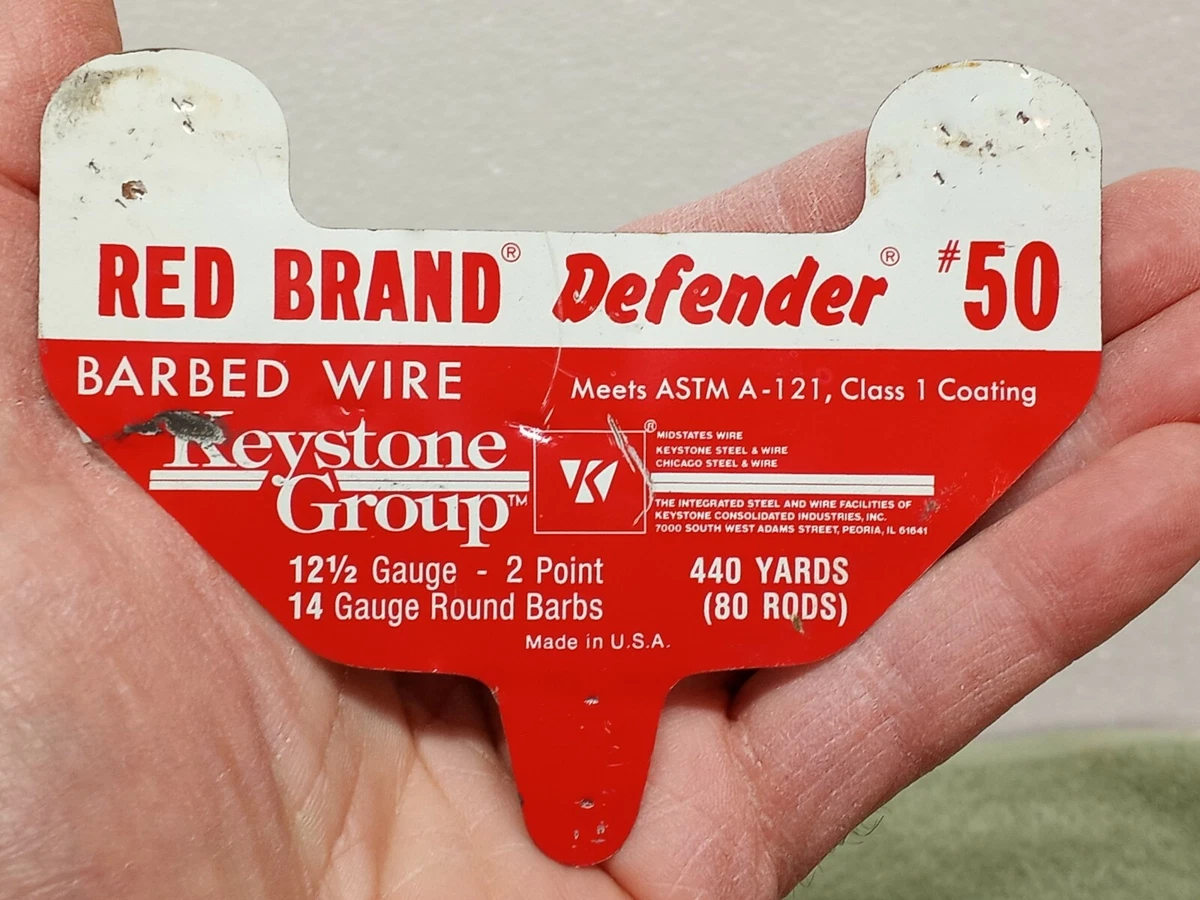 RED BRAND® Defender® #50
BARBED WIRE
Meets ASTM A-121, Class 1 Coating
Keystone
Group™
K
®
MIDSTATES WIRE
KEYSTONE STEEL & WIRE
CHICAGO STEEL & WIRE
THE INTEGRATED STEEL AND WIRE FACILITIES OF
KEYSTONE CONSOLIDATED INDUSTRIES, INC.
7000 SOUTH WEST ADAMS STREET, PEORIA, IL 61641
12½ Gauge - 2 Point
14 Gauge Round Barbs
440 YARDS
(80 RODS)
Made in U.S.A.